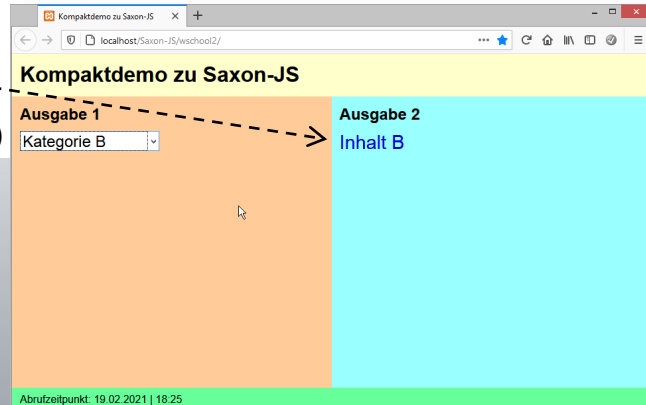 Kompaktdemo zu Saxon-JS
localhost/Saxon-JS/wschool2/
Kompaktdemo zu Saxon-JS
Ausgabe 1
Kategorie B
Ausgabe 2
Inhalt B
Abrufzeitpunkt: 19.02.2021 | 18:25
)